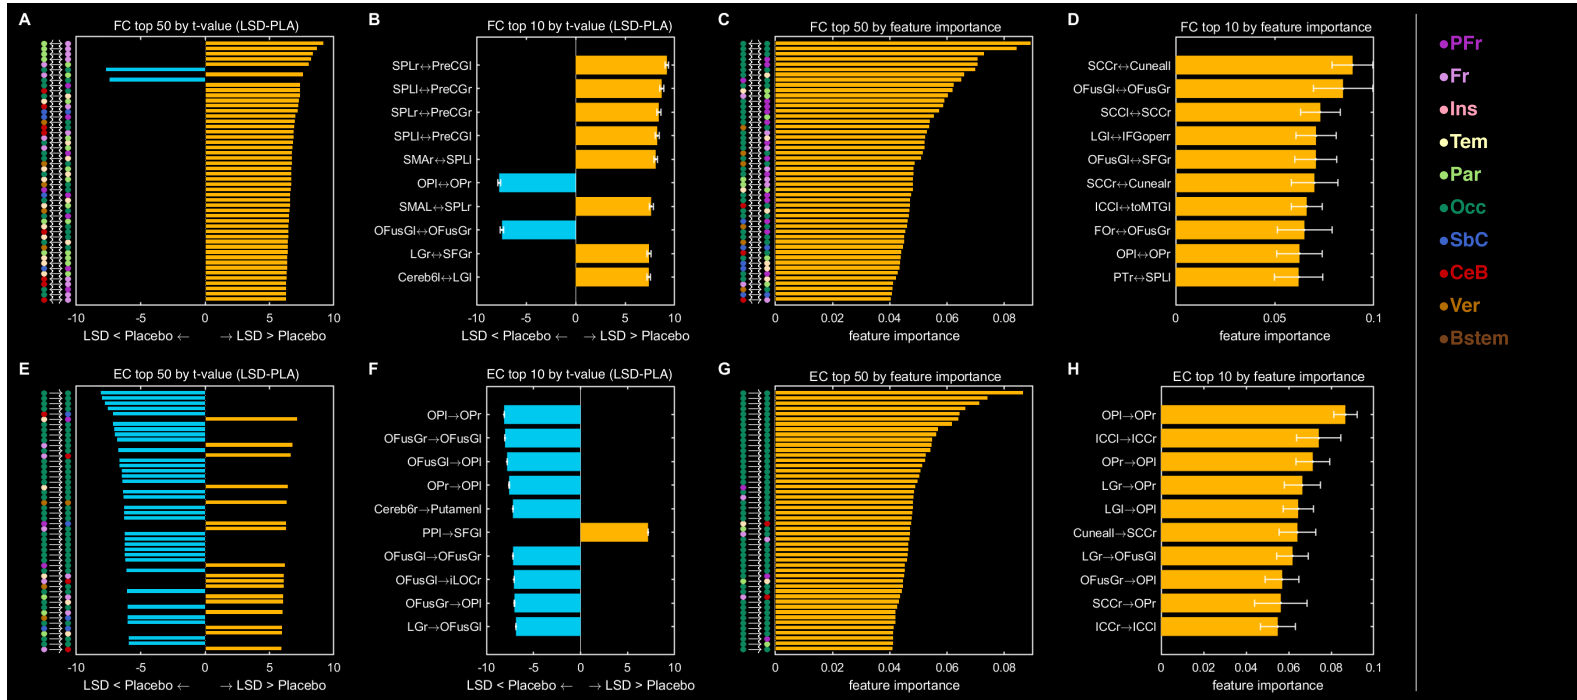 A
FC top 50 by t-value (LSD-PLA)
-10
-5
0
5
10
LSD < Placebo ←
→ LSD > Placebo
B
FC top 10 by t-value (LSD-PLA)
SPLr↔PreCGl
SPLl↔PreCGr
SPLr↔PreCGr
SPLl↔PreCGl
SMAr↔SPLl
OPl↔OPr
SMAL↔SPLr
OFusGl↔OFusGr
LGr↔SFGr
Cereb6l↔LGl
-10
-5
0
5
10
LSD < Placebo ←
→ LSD > Placebo
C
FC top 50 by feature importance
0
0.02
0.04
0.06
0.08
feature importance
D
FC top 10 by feature importance
SCCr↔Cuneall
OFusGl↔OFusGr
SCCl↔SCCr
LGl↔IFGoperr
OFusGl↔SFGr
SCCr↔Cunealr
ICCl↔toMTGl
FOr↔OFusGr
OPl↔OPr
PTr↔SPLl
0
0.05
0.1
feature importance
PFr
Fr
Ins
Tem
Par
Occ
SbC
CeB
Ver
Bstem
E
EC top 50 by t-value (LSD-PLA)
-10
-5
0
5
10
LSD < Placebo ←
→ LSD > Placebo
F
EC top 10 by t-value (LSD-PLA)
OPl→OPr
OFusGr→OFusGl
OFusGl→OPl
OPr→OPl
Cereb6r→Putamenl
PPl→SFGl
OFusGl→OFusGr
OFusGl→iLOCr
OFusGr→OPl
LGr→OFusGl
-10
-5
0
5
10
LSD < Placebo ←
→ LSD > Placebo
G
EC top 50 by feature importance
0
0.02
0.04
0.06
0.08
feature importance
H
EC top 10 by feature importance
OPl→OPr
ICCl→ICCr
OPr→OPl
LGr→OPr
LGl→OPl
Cuneall→SCCr
LGr→OFusGl
OFusGr→OPl
SCCr→OPr
ICCr→ICCl
0
0.02
0.04
0.06
0.08
0.1
feature importance